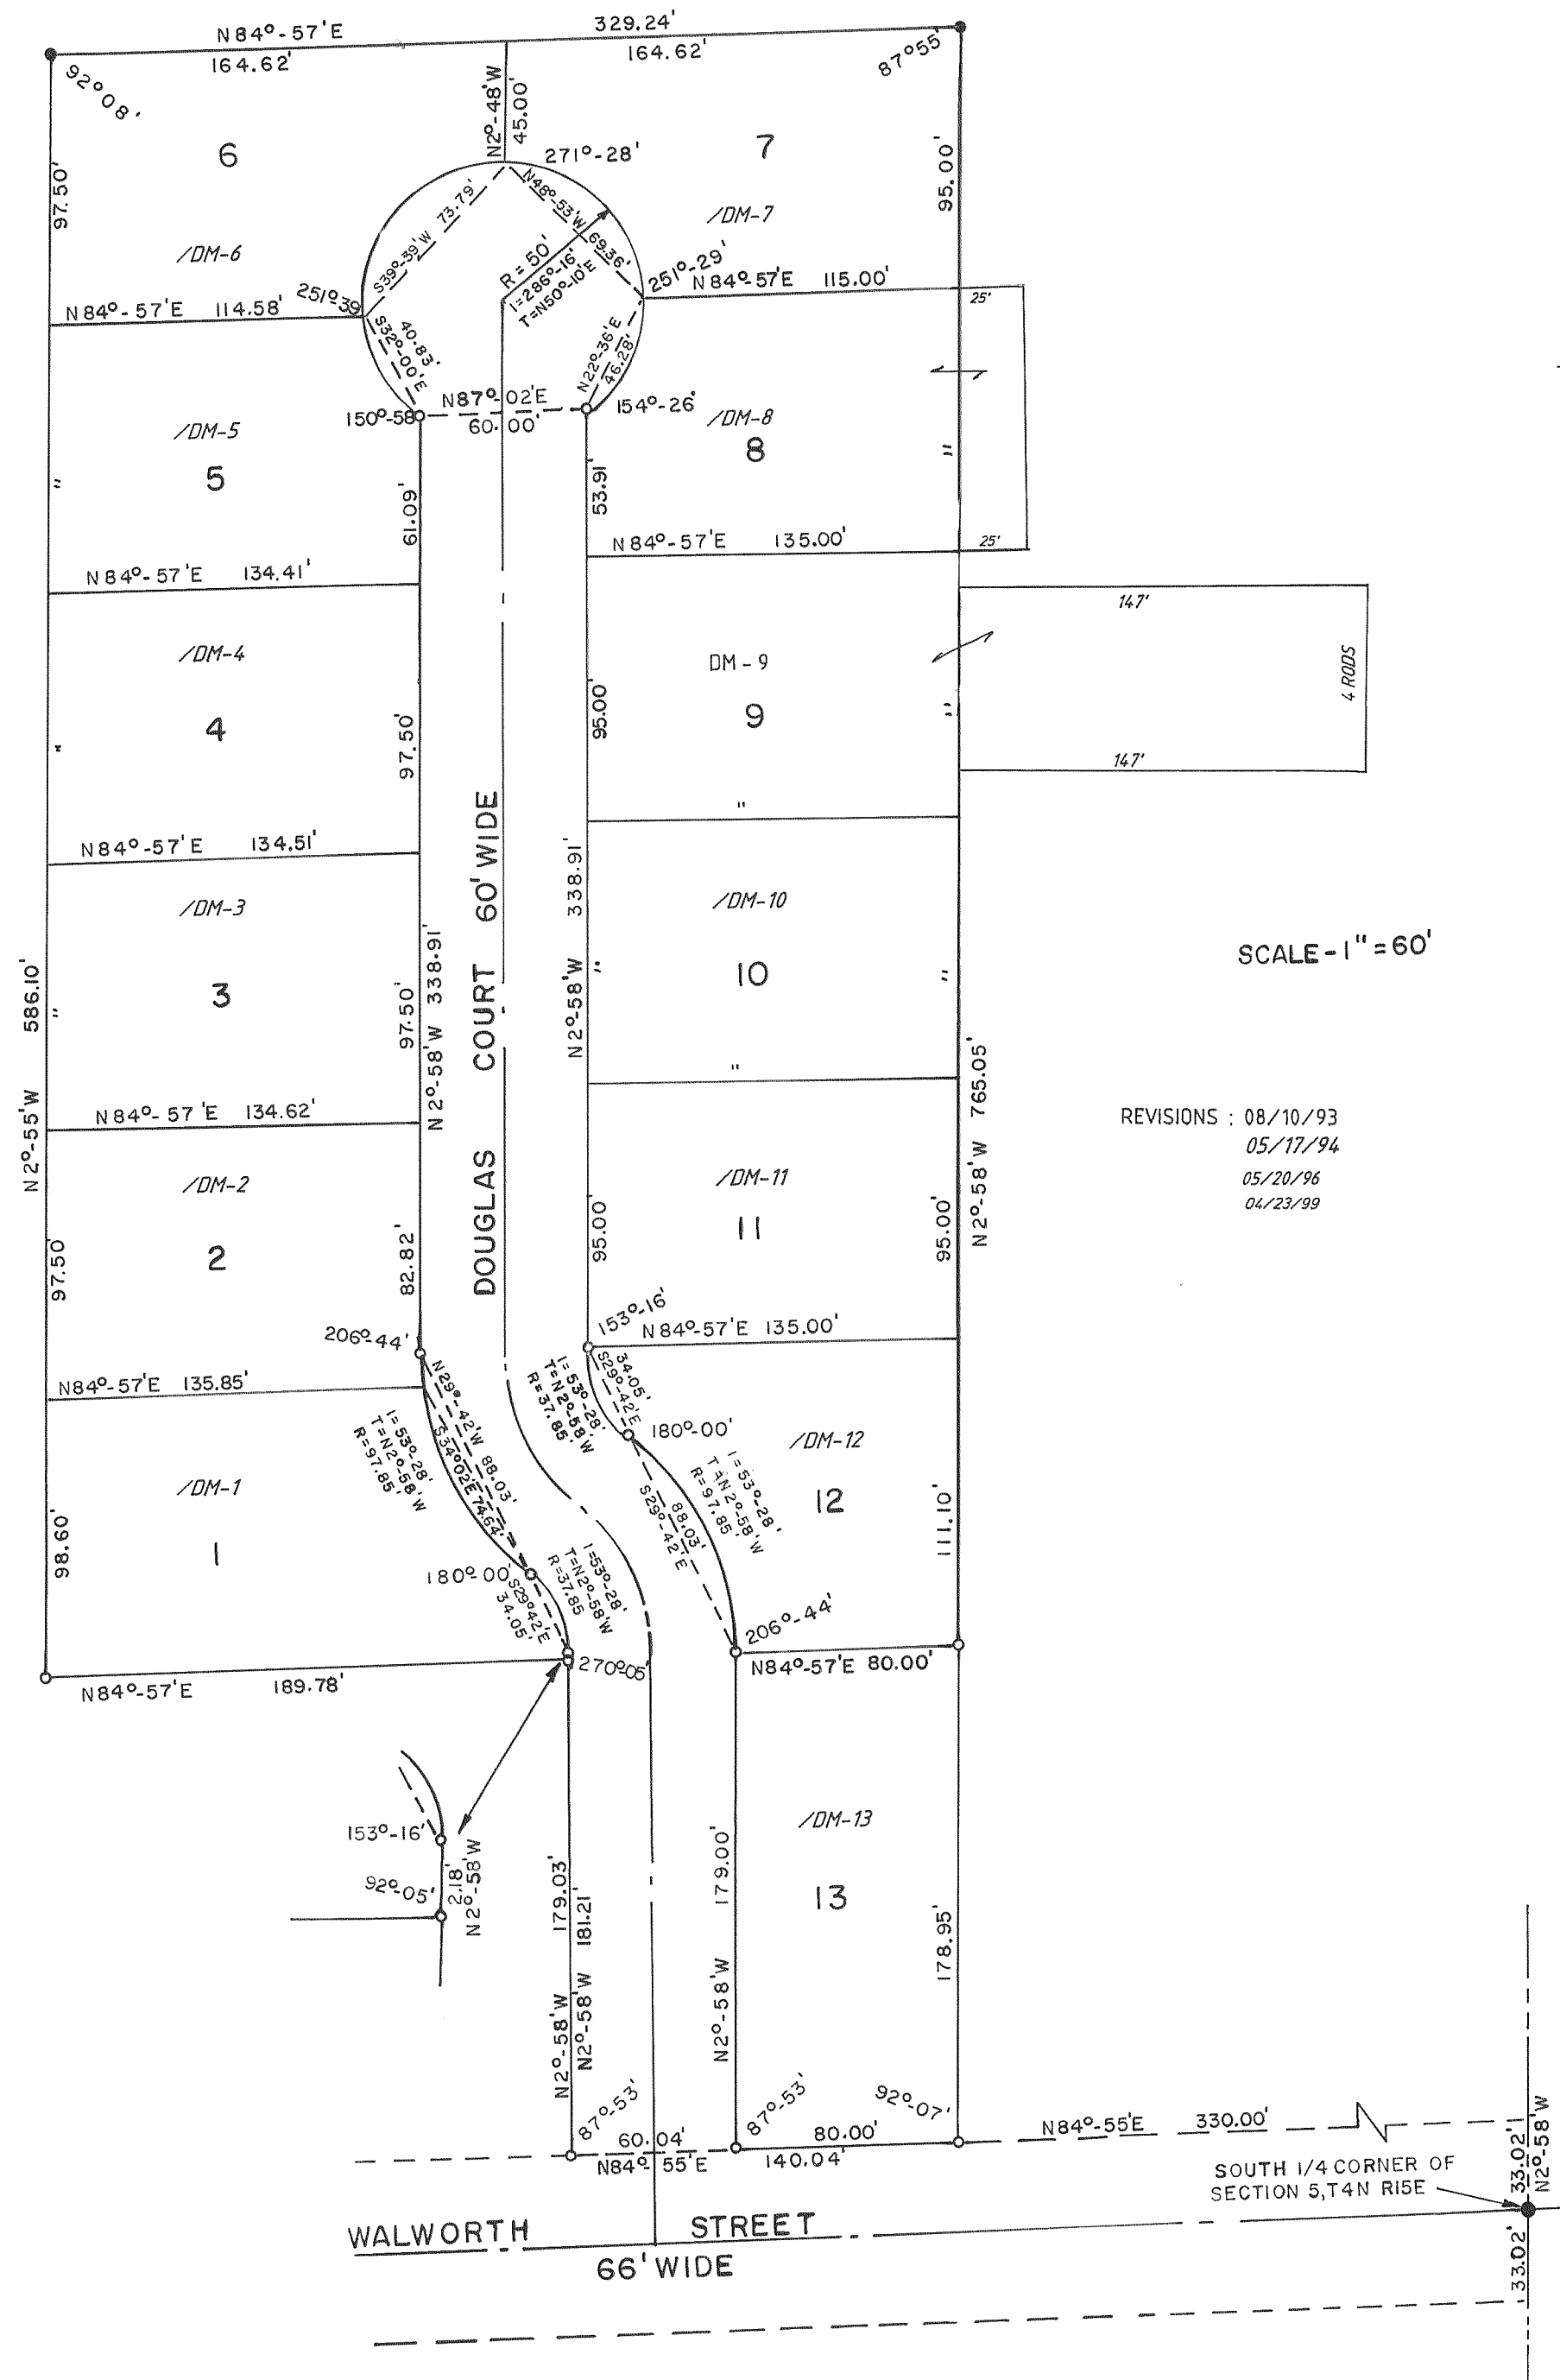 N84°-57'E 329.24'
164.62' 164.62'
92°08' 87°55'
N2°-48'W
45.00'
6
7
271°-28'
97.50'
95.00'
S39°-39'W 73.79'
N48°-53'W 69.36'
/DM-6
/DM-7
R=50'
I=286°-16'
T=N50°-10'E
251°39
251°-29'
N84°-57'E 114.58'
N84°-57'E 115.00'
25'
40.83'
S32°-00'E
N22°-36'E
46.28'
N87°-02'E
60.00'
150°-58
154°-26'
/DM-5
5
/DM-8
8
"
"
61.09'
53.91'
N84°-57'E 134.41'
N84°-57'E 135.00'
25'
147'
4 RODS
147'
/DM-4
4
DM-9
9
"
"
97.50'
95.00'
"
N84°-57'E 134.51'
/DM-3
3
/DM-10
10
"
"
"
97.50'
N2°-58'W 338.91'
DOUGLAS COURT 60' WIDE
N2°-58'W 338.91'
"
N2°-55'W 586.10'
N2°-58'W 765.05'
SCALE-1"=60'
REVISIONS : 08/10/93
05/17/94
05/20/96
04/23/99
N84°-57'E 134.62'
/DM-2
2
/DM-11
11
97.50
82.82'
95.00'
95.00'
206°-44'
153°-16'
N84°-57'E 135.85'
N84°-57'E 135.00'
I=53°-28'
T=N2°-58'W
R=97.85'
N29°-42'W 88.03'
S34°02'E 74.64'
I=53°-28'
T=N2°-58'W
R=37.85'
34.05'
S29°-42'E
180°-00'
/DM-1
1
/DM-12
12
98.60'
111.10'
I=53°-28'
T=N2°-58'W
R=97.85'
88.03'
S29°-42'E
180°00'
S29°42'E
34.05'
I=53°-28'
T=N2°-58'W
R=37.85
206°-44'
270°05'
N84°-57'E 189.78'
N84°-57'E 80.00'
153°-16'
92°-05'
2.18'
N2°-58'W
/DM-13
13
N2°-58'W 179.03'
N2°-58'W 181.21'
N2°-58'W 179.00'
178.95'
87°-53'
87°-53'
92°-07'
60.04' 80.00'
N84°-55'E 140.04'
N84°-55'E 330.00'
33.02'
N2°-58'W
SOUTH 1/4 CORNER OF
SECTION 5,T4N R15E
33.02'
WALWORTH STREET
66' WIDE